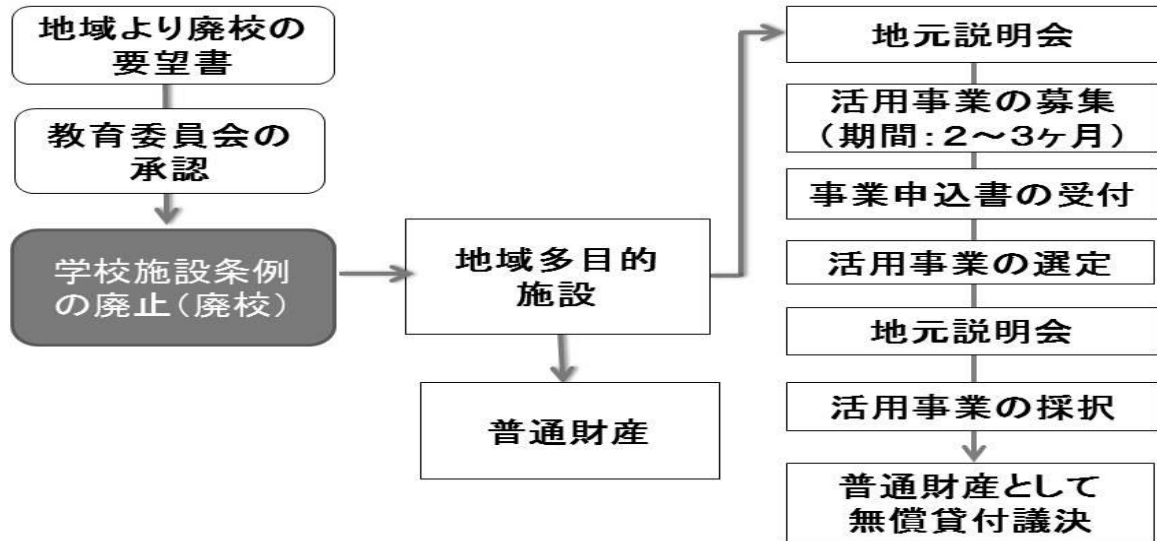 地域より廃校の
要望書
教育委員会の
承認
学校施設条例
の廃止(廃校)
地域多目的
施設
普通財産
地元説明会
活用事業の募集
(期間:2~3ヶ月)
事業申込書の受付
活用事業の選定
地元説明会
活用事業の採択
普通財産として
無償貸付議決